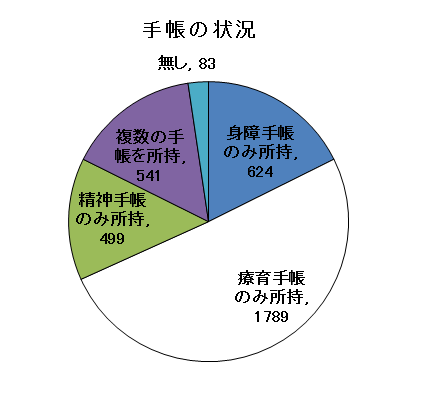 手帳の状況
無し, 83
身障手帳
のみ所持,
624
複数の手
帳を所持,
541
精神手帳
のみ所持,
499
療育手帳
のみ所持,
1789